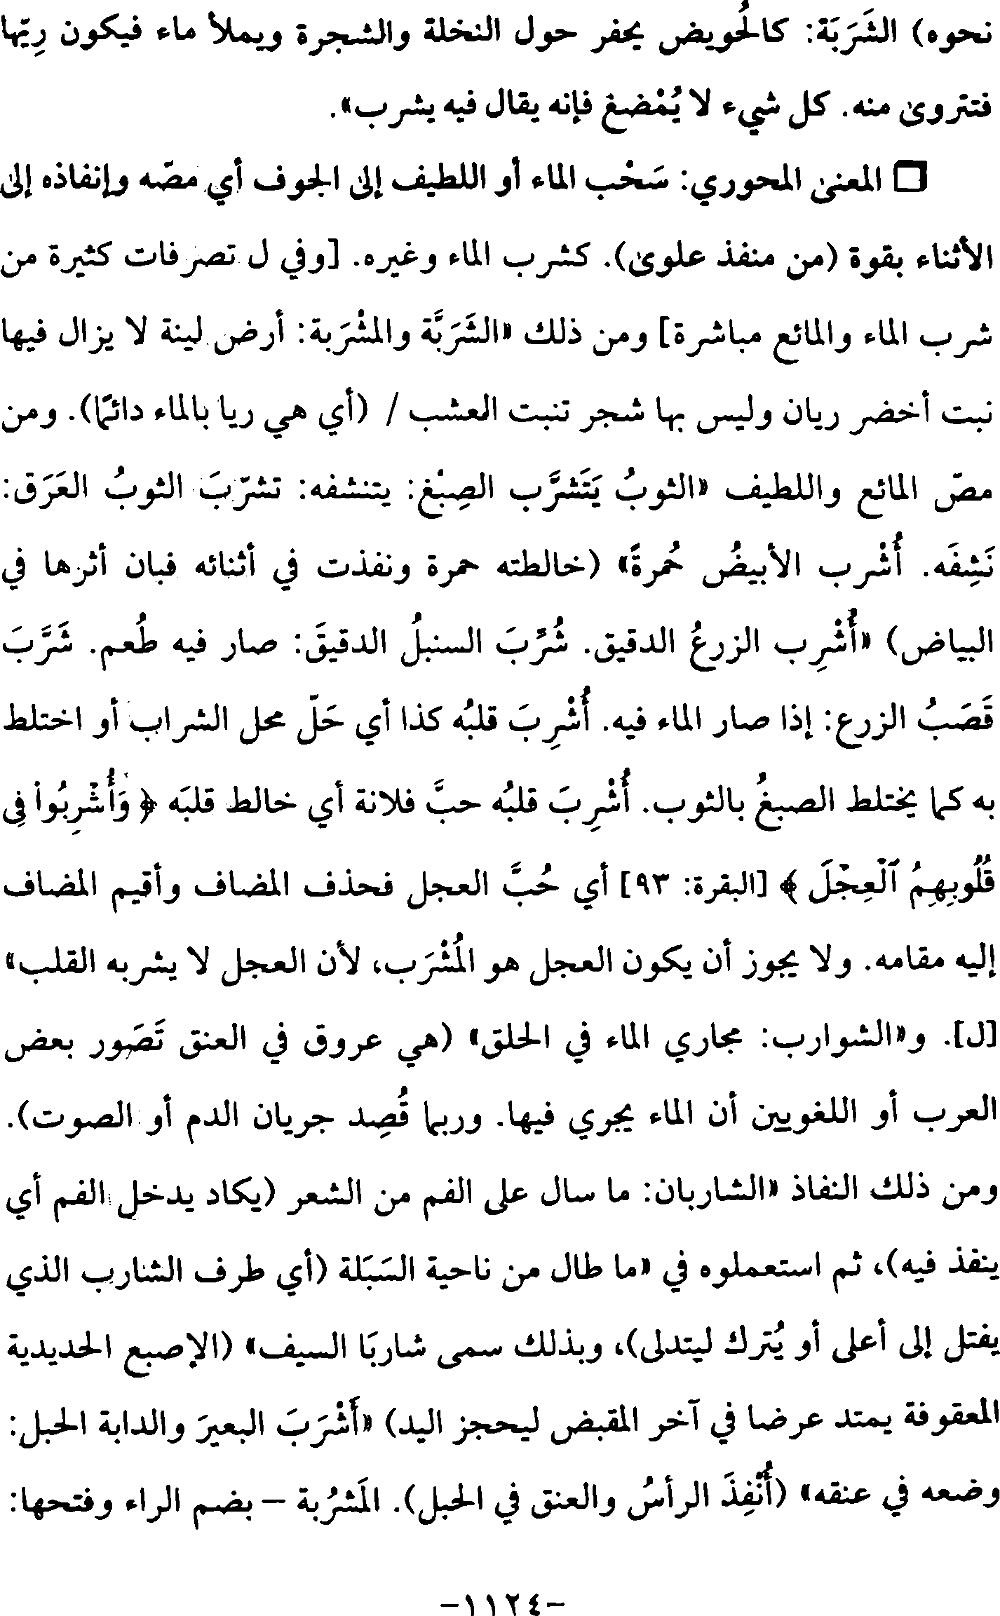 نحوه) الشَرَبَة: كالحُويض يحفر حول النخلة والشجرة ويملأ ماء فيكون رِيّها
فتتروى منه. كل شيء لا يُمْضغ فإنه يقال فيه يشرب».
□ المعنى المحوري: سَحْب الماء أو اللطيف إلى الجوف أي مصّه وإنفاذه إلى
الأثناء بقوة (من منفذ علوى). كشرب الماء وغيره. [وفي ل تصرفات كثيرة من
شرب الماء والمائع مباشرة] ومن ذلك «الشَرَبَّة والمشْرَبة: أرض لينة لا يزال فيها
نبت أخضر ريان وليس بها شجر تنبت العشب / (أي هي ريا بالماء دائمًا). ومن
مصّ المائع واللطيف «الثوبُ يَتَشرَّب الصِبْغ: يتنشفه: تشرّبَ الثوبُ العَرَق:
نَشِفَه. أُشْرب الأبيضُ حُمرةً» (خالطته حمرة ونفذت في أثنائه فبان أثرها في
البياض) «أُشْرِب الزرعُ الدقيق. شُرِّبَ السنبلُ الدقيقَ: صار فيه طُعم. شَرَّبَ
قَصَبُ الزرع: إذا صار الماء فيه. أُشْرِبَ قلبُه كذا أي حَلّ محل الشراب أو اختلط
به كما يختلط الصبغُ بالثوب. أُشْرِبَ قلبُه حبَّ فلانة أي خالط قلبَه ﴿ وَأُشْرِبُوا۟ فِى
قُلُوبِهِمُ ٱلْعِجْلَ ﴾ [البقرة: ٩٣] أي حُبَّ العجل فحذف المضاف وأقيم المضاف
إليه مقامه. ولا يجوز أن يكون العجل هو المُشْرَب، لأن العجل لا يشربه القلب»
[ل]. و«الشوارب: مجاري الماء في الحلق» (هي عروق في العنق تَصَور بعض
العرب أو اللغويين أن الماء يجري فيها. وربما قُصِد جريان الدم أو الصوت).
ومن ذلك النفاذ «الشاربان: ما سال على الفم من الشعر (يكاد يدخل الفم أي
ينفذ فيه)، ثم استعملوه في «ما طال من ناحية السَبَلة (أي طرف الشارب الذي
يفتل إلى أعلى أو يُترك ليتدلى)، وبذلك سمى شاربَا السيف» (الإصبع الحديدية
المعقوفة يمتد عرضا في آخر المقبض ليحجز اليد) «أَشْرَبَ البعيرَ والدابة الحبل:
وضعه في عنقه» (أُنْفِذَ الرأسُ والعنق في الحبل). المَشرُبة – بضم الراء وفتحها:
-١١٢٤-